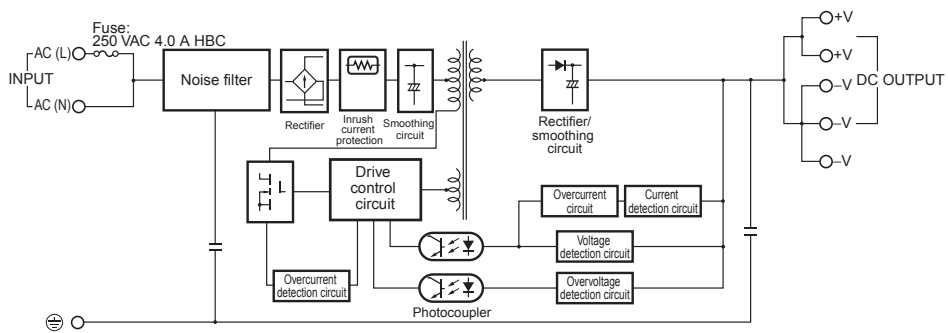 Fuse:
250 VAC 4.0 A HBC
AC (L)
INPUT
AC (N)
Noise filter
Rectifier
Inrush
current
protection
Smoothing
circuit
Rectifier/
smoothing
circuit
+V
+V
DC OUTPUT
–V
–V
–V
Drive
control
circuit
Overcurrent
circuit
Current
detection circuit
Voltage
detection circuit
Overcurrent
detection circuit
Overvoltage
detection circuit
Photocoupler